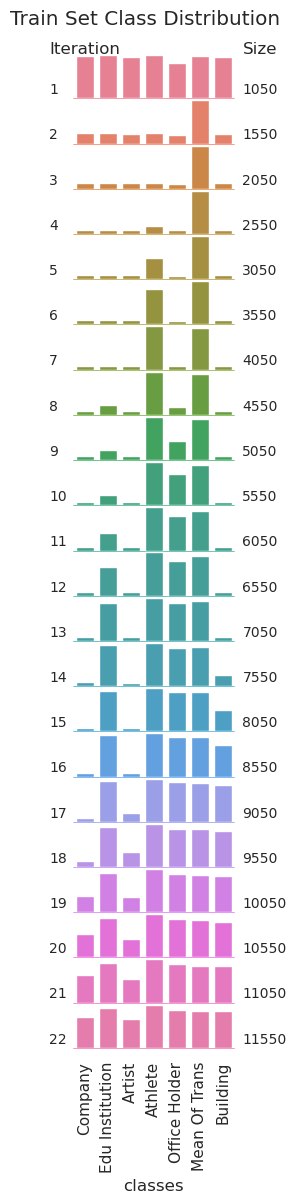 Train Set Class Distribution
Iteration Size
1 1050
2 1550
3 2050
4 2550
5 3050
6 3550
7 4050
8 4550
9 5050
10 5550
11 6050
12 6550
13 7050
14 7550
15 8050
16 8550
17 9050
18 9550
19 10050
20 10550
21 11050
22 11550
Company
Edu Institution
Artist
Athlete
Office Holder
Mean Of Trans
Building
classes